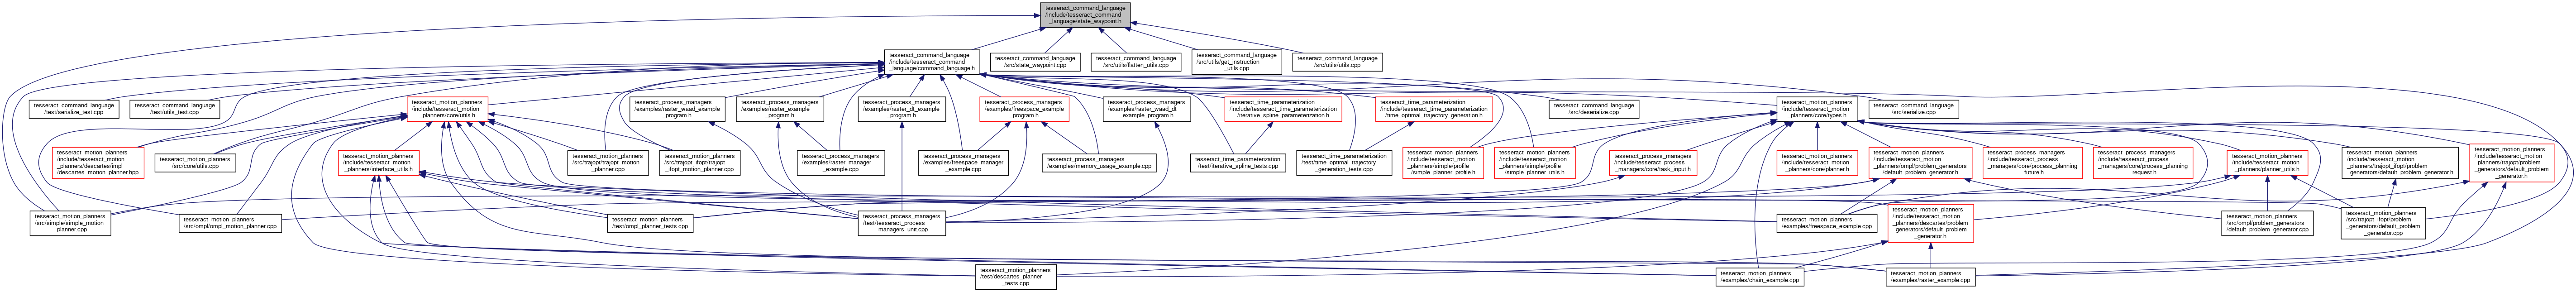 tesseract_command_language
/include/tesseract_command
_language/state_waypoint.h
tesseract_command_language
/include/tesseract_command
_language/command_language.h
tesseract_command_language
/src/state_waypoint.cpp
tesseract_command_language
/src/utils/flatten_utils.cpp
tesseract_command_language
/src/utils/get_instruction
_utils.cpp
tesseract_command_language
/src/utils/utils.cpp
tesseract_command_language
/test/serialize_test.cpp
tesseract_command_language
/test/utils_test.cpp
tesseract_motion_planners
/include/tesseract_motion
_planners/core/utils.h
tesseract_process_managers
/examples/raster_waad_example
_program.h
tesseract_process_managers
/examples/raster_example
_program.h
tesseract_process_managers
/examples/raster_dt_example
_program.h
tesseract_process_managers
/examples/freespace_example
_program.h
tesseract_process_managers
/examples/raster_waad_dt
_example_program.h
tesseract_time_parameterization
/include/tesseract_time_parameterization
/iterative_spline_parameterization.h
tesseract_time_parameterization
/include/tesseract_time_parameterization
/time_optimal_trajectory_generation.h
tesseract_command_language
/src/deserialize.cpp
tesseract_motion_planners
/include/tesseract_motion
_planners/core/types.h
tesseract_command_language
/src/serialize.cpp
tesseract_motion_planners
/include/tesseract_motion
_planners/descartes/impl
/descartes_motion_planner.hpp
tesseract_motion_planners
/src/core/utils.cpp
tesseract_motion_planners
/include/tesseract_motion
_planners/interface_utils.h
tesseract_motion_planners
/src/trajopt/trajopt_motion
_planner.cpp
tesseract_motion_planners
/src/trajopt_ifopt/trajopt
_ifopt_motion_planner.cpp
tesseract_process_managers
/examples/raster_manager
_example.cpp
tesseract_process_managers
/examples/freespace_manager
_example.cpp
tesseract_process_managers
/examples/memory_usage_example.cpp
tesseract_time_parameterization
/test/iterative_spline_tests.cpp
tesseract_time_parameterization
/test/time_optimal_trajectory
_generation_tests.cpp
tesseract_motion_planners
/include/tesseract_motion
_planners/simple/profile
/simple_planner_profile.h
tesseract_motion_planners
/include/tesseract_motion
_planners/simple/profile
/simple_planner_utils.h
tesseract_process_managers
/include/tesseract_process
_managers/core/task_input.h
tesseract_motion_planners
/include/tesseract_motion
_planners/core/planner.h
tesseract_motion_planners
/include/tesseract_motion
_planners/ompl/problem_generators
/default_problem_generator.h
tesseract_process_managers
/include/tesseract_process
_managers/core/process_planning
_future.h
tesseract_process_managers
/include/tesseract_process
_managers/core/process_planning
_request.h
tesseract_motion_planners
/include/tesseract_motion
_planners/planner_utils.h
tesseract_motion_planners
/include/tesseract_motion
_planners/trajopt_ifopt/problem
_generators/default_problem_generator.h
tesseract_motion_planners
/include/tesseract_motion
_planners/trajopt/problem
_generators/default_problem
_generator.h
tesseract_motion_planners
/src/simple/simple_motion
_planner.cpp
tesseract_motion_planners
/src/ompl/ompl_motion_planner.cpp
tesseract_motion_planners
/test/ompl_planner_tests.cpp
tesseract_process_managers
/test/tesseract_process
_managers_unit.cpp
tesseract_motion_planners
/examples/freespace_example.cpp
tesseract_motion_planners
/include/tesseract_motion
_planners/descartes/problem
_generators/default_problem
_generator.h
tesseract_motion_planners
/src/ompl/problem_generators
/default_problem_generator.cpp
tesseract_motion_planners
/src/trajopt_ifopt/problem
_generators/default_problem
_generator.cpp
tesseract_motion_planners
/test/descartes_planner
_tests.cpp
tesseract_motion_planners
/examples/chain_example.cpp
tesseract_motion_planners
/examples/raster_example.cpp